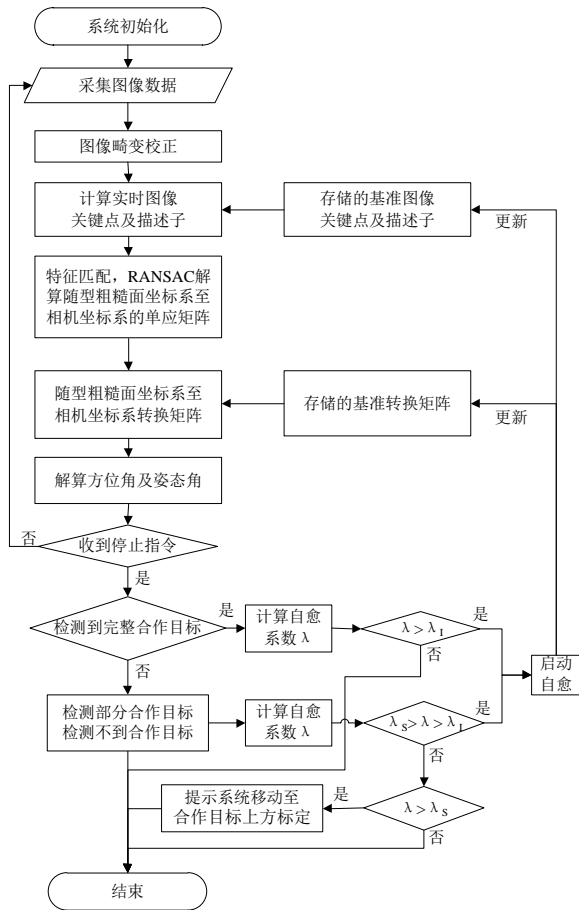 系统初始化
采集图像数据
图像畸变校正
计算实时图像
关键点及描述子
存储的基准图像
关键点及描述子
更新
特征匹配，RANSAC解
算随型粗糙面坐标系至
相机坐标系的单应矩阵
随型粗糙面坐标系至
相机坐标系转换矩阵
存储的基准转换矩阵
更新
解算方位角及姿态角
否
收到停止指令
是
检测到完整合作目标
是
计算自愈
系数 λ
λ > λI
是
否
启动
自愈
否
检测部分合作目标
检测不到合作目标
计算自愈
系数 λ
λS > λ > λI
是
否
提示系统移动至
合作目标上方标定
是
λ > λS
否
结束